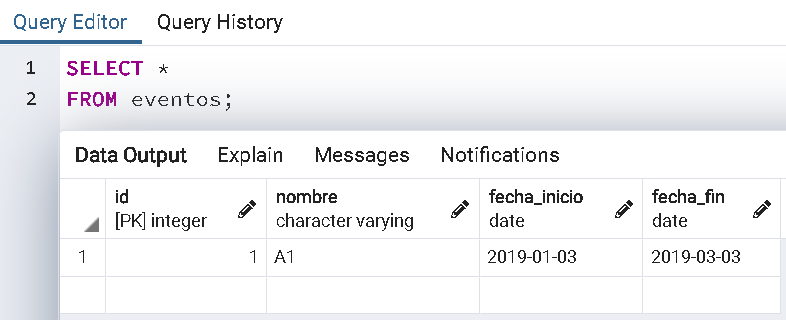 Query Editor Query History
1 SELECT *
2 FROM eventos;
Data Output Explain Messages Notifications
id nombre fecha_inicio fecha_fin
[PK] integer character varying date date
1 1 A1 2019-01-03 2019-03-03